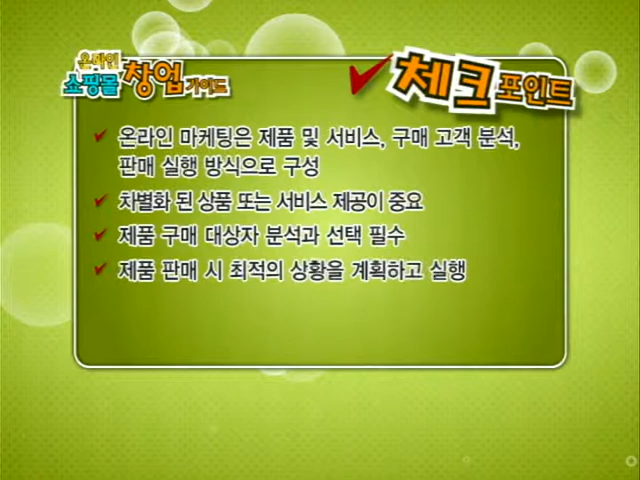 온라인
쇼핑몰 창업 가이드
체크포인트
온라인 마케팅은 제품 및 서비스, 구매 고객 분석,
판매 실행 방식으로 구성
차별화 된 상품 또는 서비스 제공이 중요
제품 구매 대상자 분석과 선택 필수
제품 판매 시 최적의 상황을 계획하고 실행